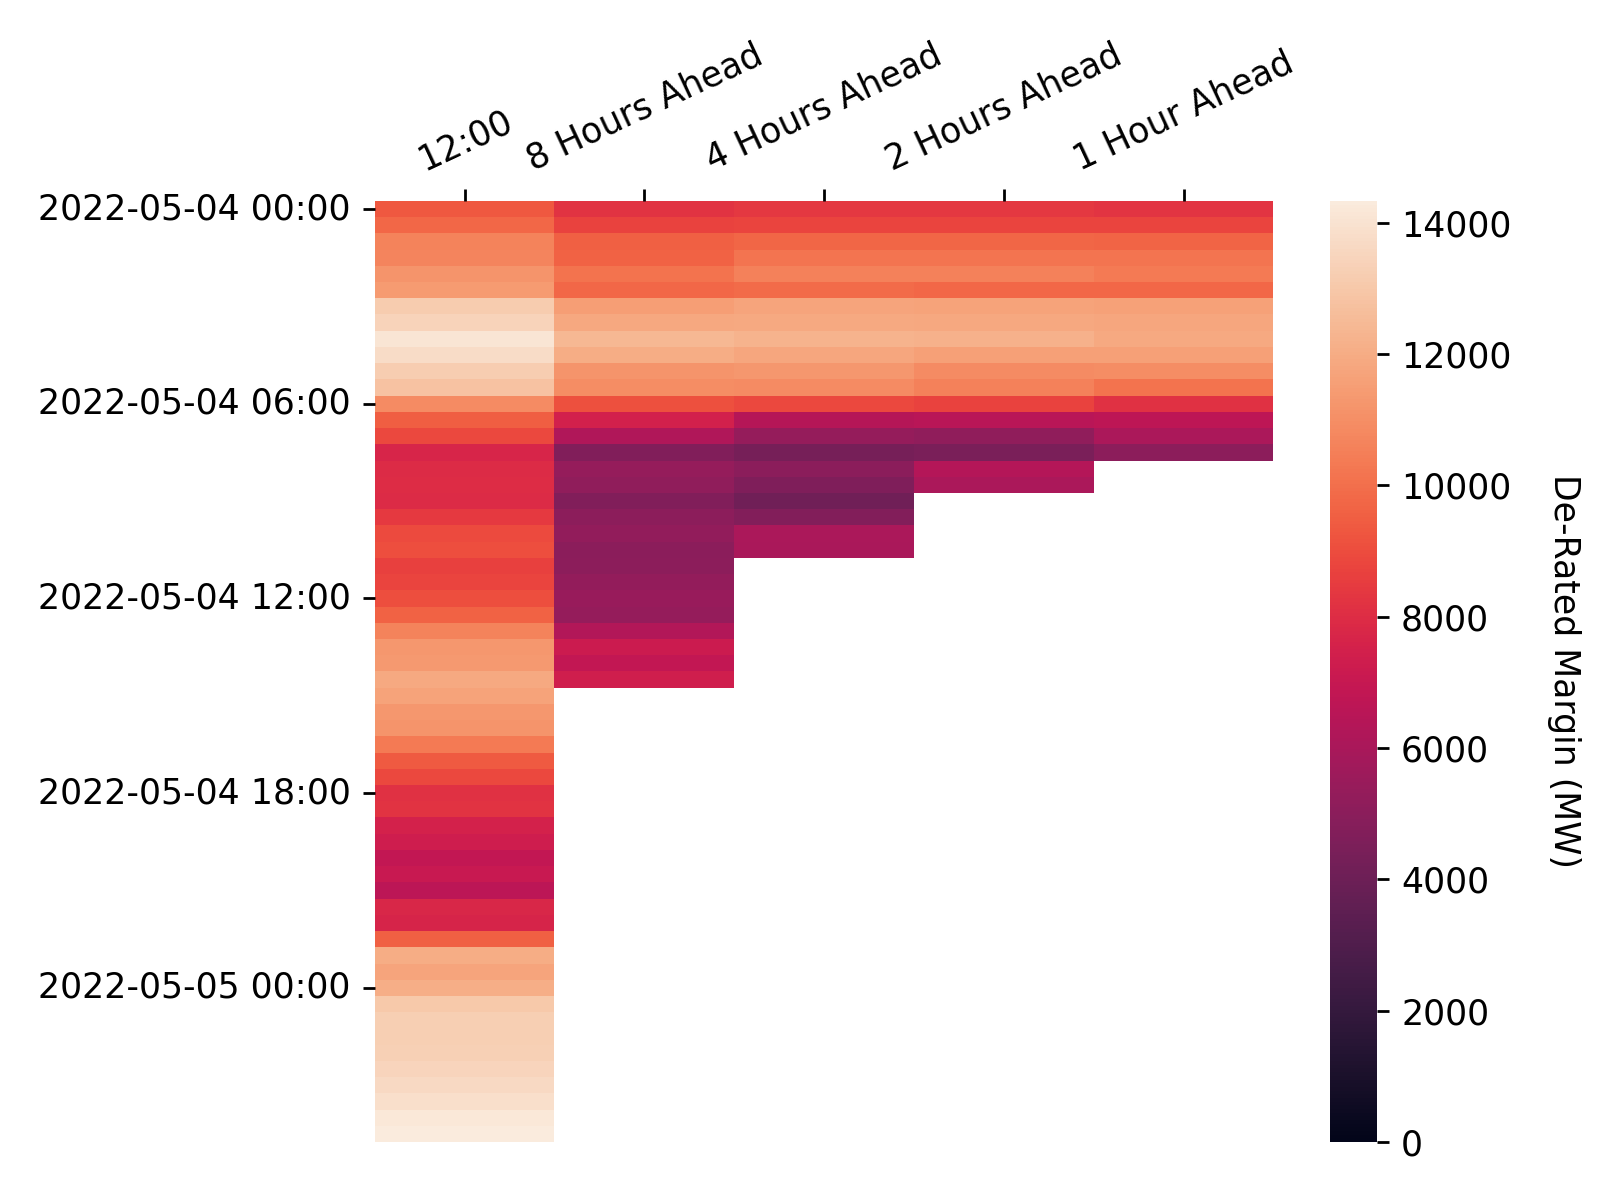 12:00
8 Hours Ahead
4 Hours Ahead
2 Hours Ahead
1 Hour Ahead
2022-05-04 00:00
2022-05-04 06:00
2022-05-04 12:00
2022-05-04 18:00
2022-05-05 00:00
14000
12000
10000
8000
6000
4000
2000
0
De-Rated Margin (MW)